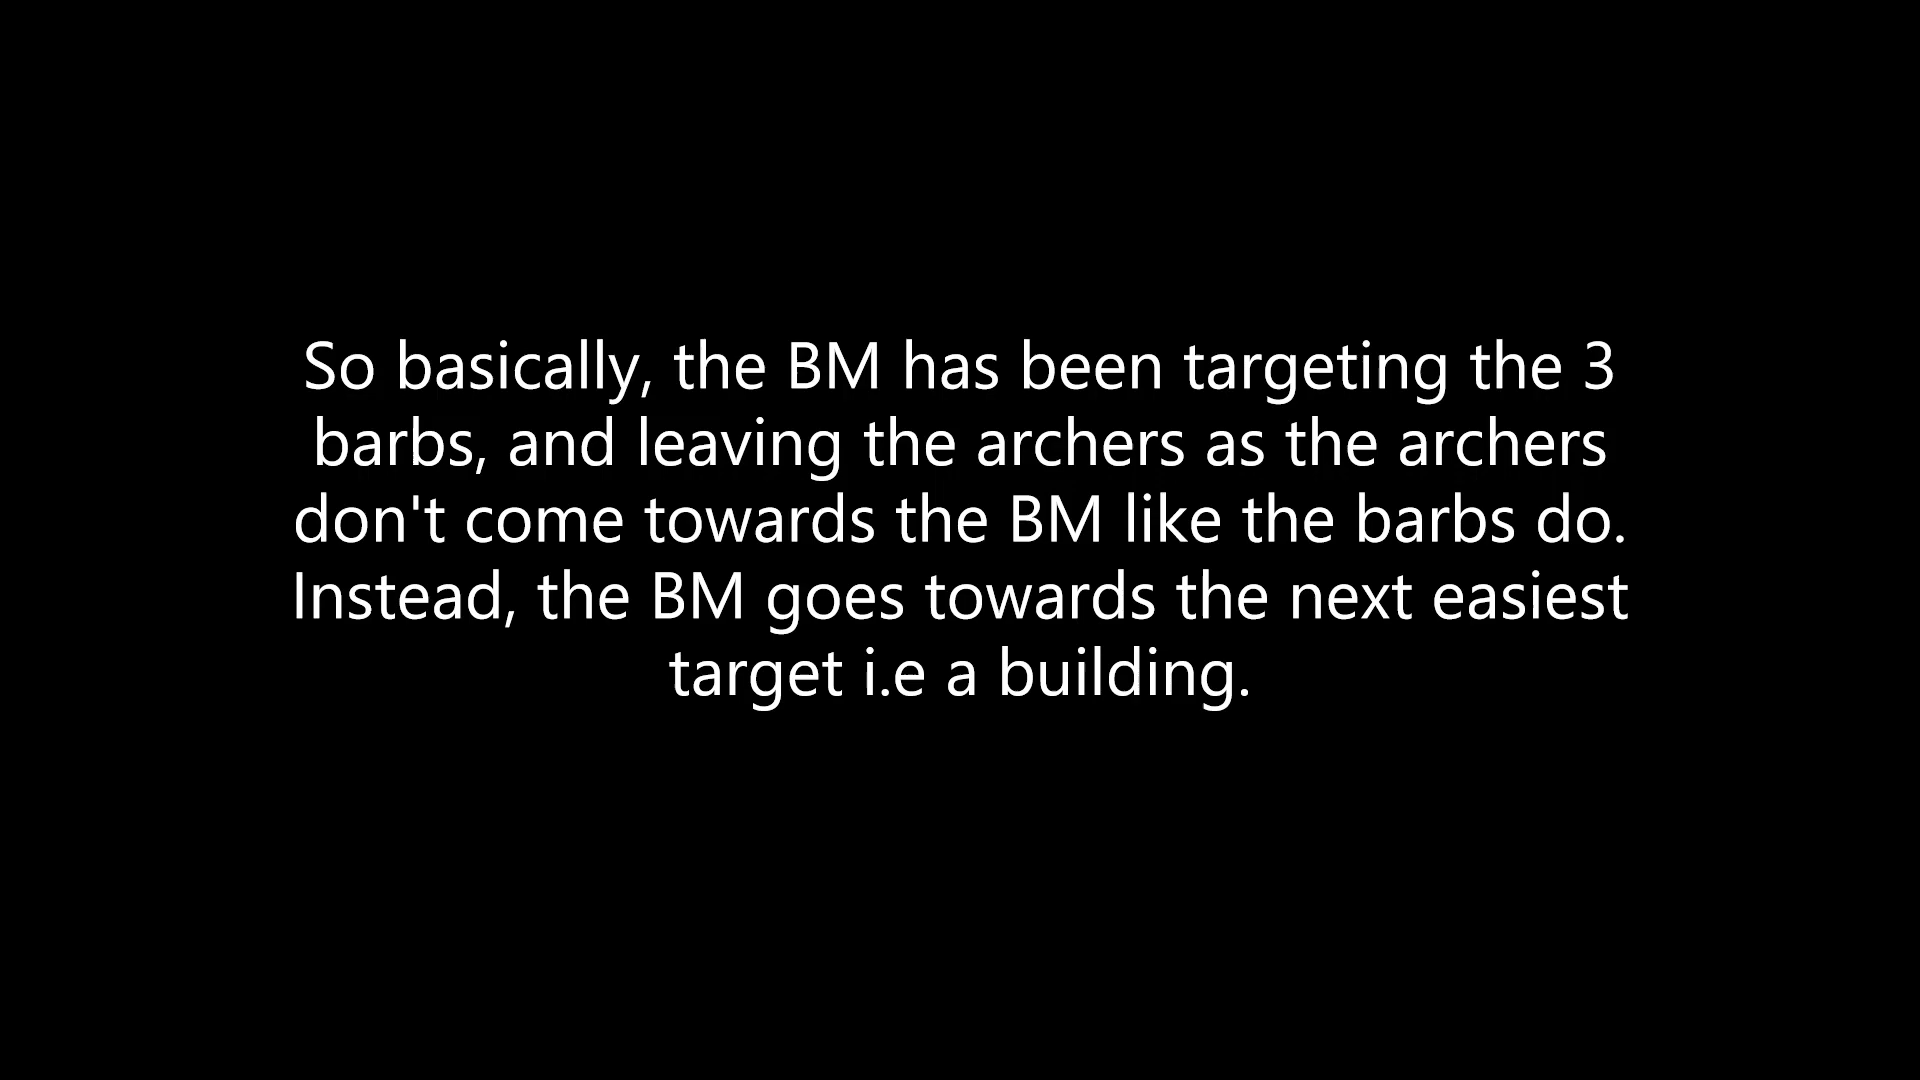 So basically, the BM has been targeting the 3
barbs, and leaving the archers as the archers
don't come towards the BM like the barbs do.
Instead, the BM goes towards the next easiest
target i.e a building.